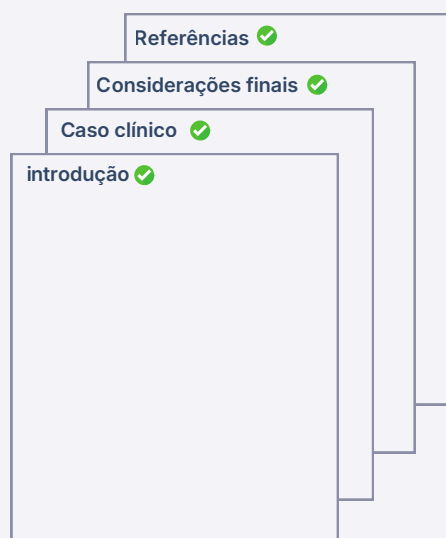 Referências
Considerações finais
Caso clínico
introdução